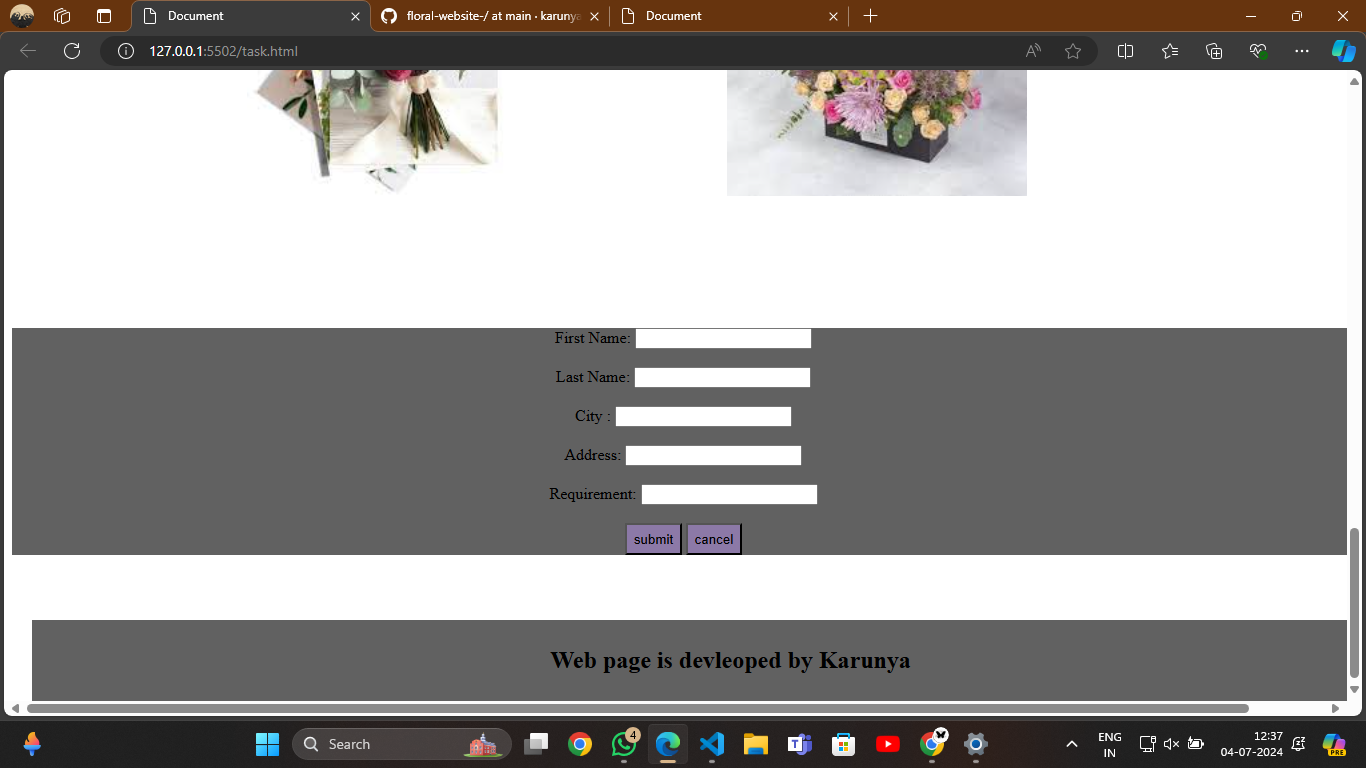 Document
floral-website-/ at main · karunya
Document
127.0.0.1:5502/task.html
First Name:
Last Name:
City :
Address:
Requirement:
submit cancel
Web page is devleoped by Karunya
Search
4
ENG
IN
12:37
04-07-2024
PRE